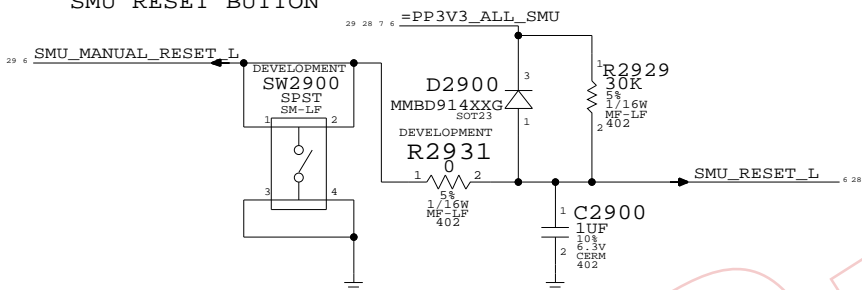 SMU RESET BUTTON
29 28 7 6 =PP3V3_ALL_SMU
29 6 SMU_MANUAL_RESET_L
DEVELOPMENT
SW2900
SPST
SM-LF
1 2
3 4
D2900
MMBD914XXG
SOT23
3
1
1
R2929
30K
5%
1/16W
MF-LF
402
2
DEVELOPMENT
R2931
0
1 2
5%
1/16W
MF-LF
402
SMU_RESET_L 6 28
1
C2900
1UF
10%
6.3V
CERM
402
2